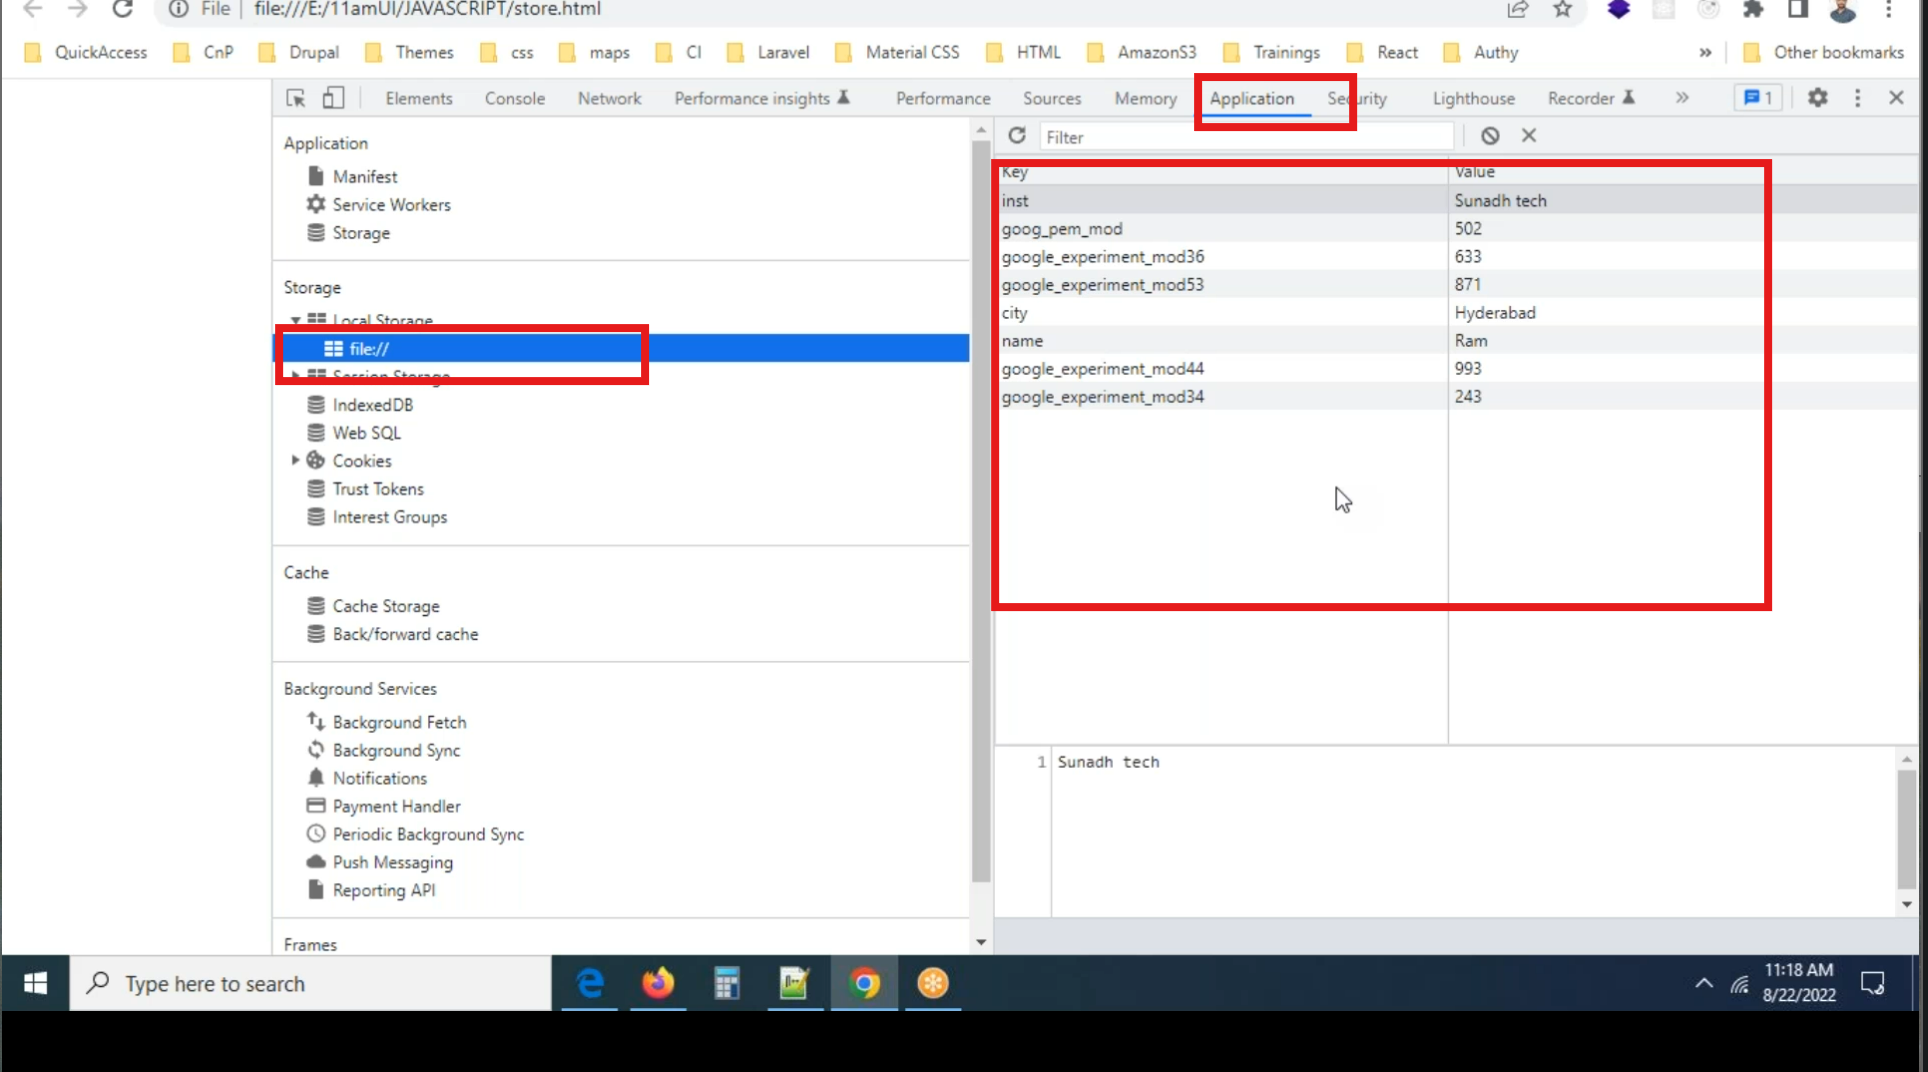 File | file:///E:/11amUI/JAVASCRIPT/store.html
QuickAccess CnP Drupal Themes css maps CI Laravel Material CSS HTML AmazonS3 Trainings React Authy » Other bookmarks
Elements Console Network Performance insights Performance Sources Memory Application Security Lighthouse Recorder » 1
Application
Manifest
Service Workers
Storage
Storage
Local Storage
file://
Session Storage
IndexedDB
Web SQL
Cookies
Trust Tokens
Interest Groups
Cache
Cache Storage
Back/forward cache
Background Services
Background Fetch
Background Sync
Notifications
Payment Handler
Periodic Background Sync
Push Messaging
Reporting API
Frames
Filter
Key Value
inst Sunadh tech
goog_pem_mod 502
google_experiment_mod36 633
google_experiment_mod53 871
city Hyderabad
name Ram
google_experiment_mod44 993
google_experiment_mod34 243
1 Sunadh tech
Type here to search
11:18 AM
8/22/2022